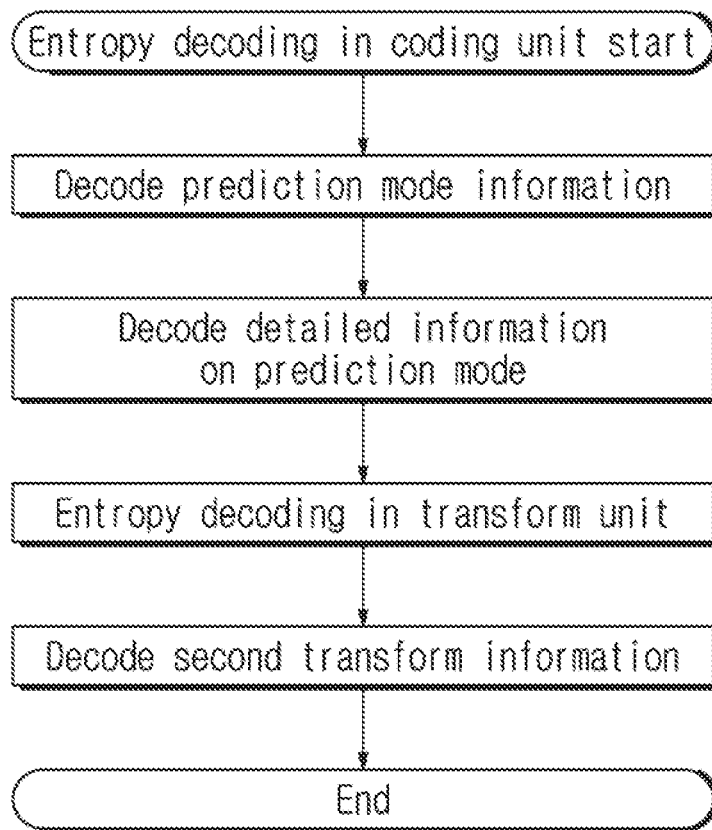 Entropy decoding in coding unit start
Decode prediction mode information
Decode detailed information
on prediction mode
Entropy decoding in transform unit
Decode second transform information
End